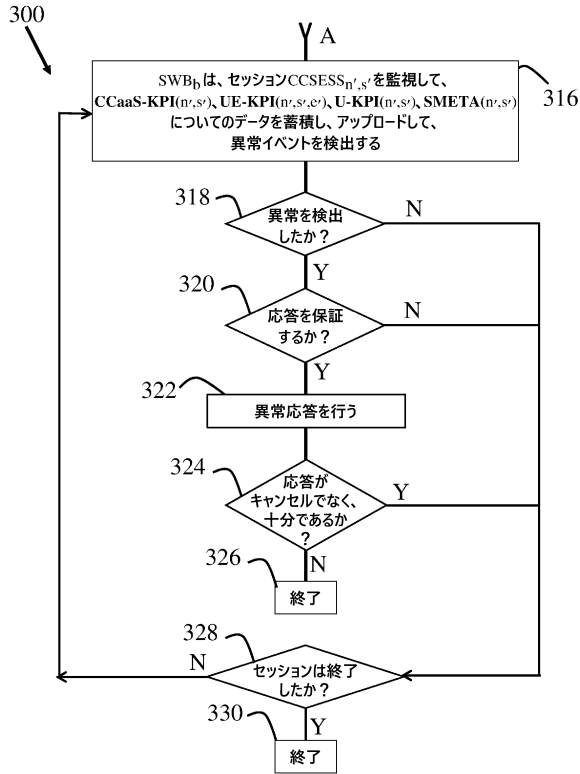 300
A
SWBbは、セッションCCSESSn',s'を監視して、
CCaaS-KPI(n',s')、UE-KPI(n',s',e')、U-KPI(n',s')、SMETA(n',s')
についてのデータを蓄積し、アップロードして、
異常イベントを検出する
316
318
異常を検出
したか?
N
Y
320
応答を保証
するか?
N
Y
322
異常応答を行う
324
応答が
キャンセルでなく、
十分であるか
?
Y
N
326
終了
328
セッションは終了
したか?
N
Y
330
終了